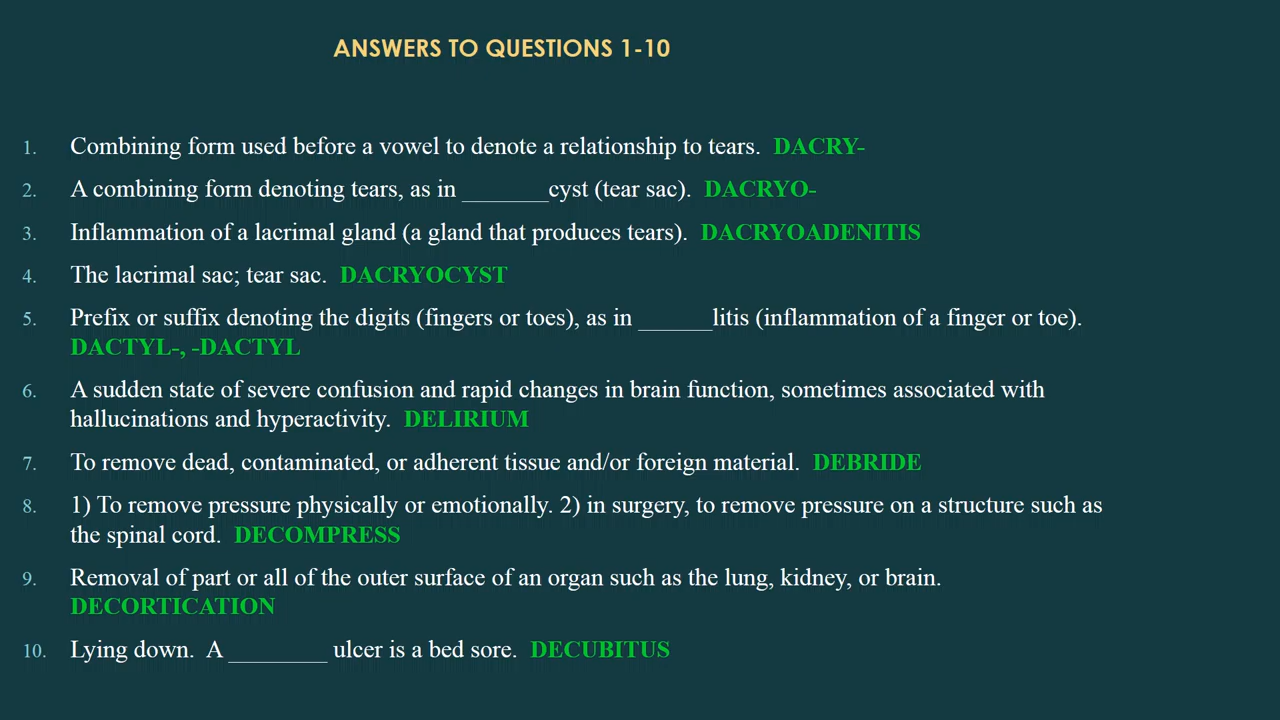 ANSWERS TO QUESTIONS 1-10
1. Combining form used before a vowel to denote a relationship to tears. DACRY-
2. A combining form denoting tears, as in _______cyst (tear sac). DACRYO-
3. Inflammation of a lacrimal gland (a gland that produces tears). DACRYOADENITIS
4. The lacrimal sac; tear sac. DACRYOCYST
5. Prefix or suffix denoting the digits (fingers or toes), as in ______litis (inflammation of a finger or toe).
DACTYL-, -DACTYL
6. A sudden state of severe confusion and rapid changes in brain function, sometimes associated with
hallucinations and hyperactivity. DELIRIUM
7. To remove dead, contaminated, or adherent tissue and/or foreign material. DEBRIDE
8. 1) To remove pressure physically or emotionally. 2) in surgery, to remove pressure on a structure such as
the spinal cord. DECOMPRESS
9. Removal of part or all of the outer surface of an organ such as the lung, kidney, or brain.
DECORTICATION
10. Lying down. A ________ ulcer is a bed sore. DECUBITUS